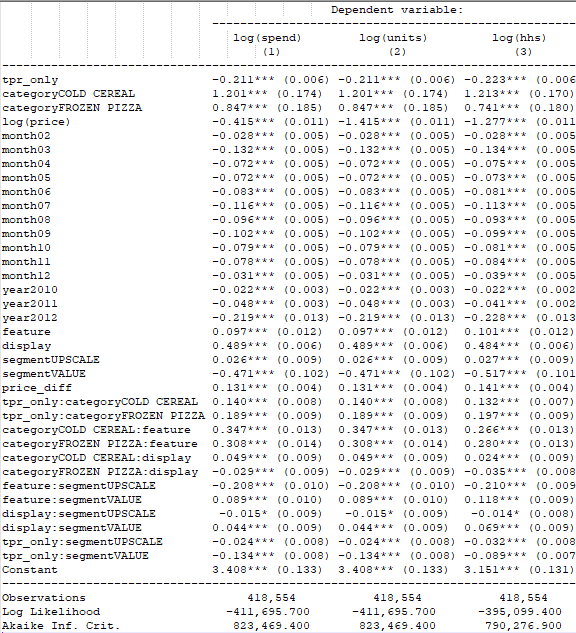 Dependent variable:
log(spend) log(units) log(hhs)
(1) (2) (3)
tpr_only -0.211*** (0.006) -0.211*** (0.006) -0.223*** (0.006
categoryCOLD CEREAL 1.201*** (0.174) 1.201*** (0.174) 1.213*** (0.170)
categoryFROZEN PIZZA 0.847*** (0.185) 0.847*** (0.185) 0.741*** (0.180)
log(price) -0.415*** (0.011) -1.415*** (0.011) -1.277*** (0.011
month02 -0.028*** (0.005) -0.028*** (0.005) -0.028*** (0.005
month03 -0.132*** (0.005) -0.132*** (0.005) -0.134*** (0.005
month04 -0.072*** (0.005) -0.072*** (0.005) -0.075*** (0.005
month05 -0.072*** (0.005) -0.072*** (0.005) -0.073*** (0.005
month06 -0.083*** (0.005) -0.083*** (0.005) -0.081*** (0.005
month07 -0.116*** (0.005) -0.116*** (0.005) -0.113*** (0.005
month08 -0.096*** (0.005) -0.096*** (0.005) -0.093*** (0.005
month09 -0.102*** (0.005) -0.102*** (0.005) -0.099*** (0.005
month10 -0.079*** (0.005) -0.079*** (0.005) -0.081*** (0.005
month11 -0.078*** (0.005) -0.078*** (0.005) -0.084*** (0.005
month12 -0.031*** (0.005) -0.031*** (0.005) -0.039*** (0.005
year2010 -0.022*** (0.003) -0.022*** (0.003) -0.022*** (0.002
year2011 -0.048*** (0.003) -0.048*** (0.003) -0.041*** (0.002
year2012 -0.219*** (0.013) -0.219*** (0.013) -0.228*** (0.013
feature 0.097*** (0.012) 0.097*** (0.012) 0.101*** (0.012)
display 0.489*** (0.006) 0.489*** (0.006) 0.484*** (0.006)
segmentUPSCALE 0.026*** (0.009) 0.026*** (0.009) 0.027*** (0.009)
segmentVALUE -0.471*** (0.102) -0.471*** (0.102) -0.517*** (0.101
price_diff 0.131*** (0.004) 0.131*** (0.004) 0.141*** (0.004)
tpr_only:categoryCOLD CEREAL 0.140*** (0.008) 0.140*** (0.008) 0.132*** (0.007)
tpr_only:categoryFROZEN PIZZA 0.189*** (0.009) 0.189*** (0.009) 0.197*** (0.009)
categoryCOLD CEREAL:feature 0.347*** (0.013) 0.347*** (0.013) 0.266*** (0.013)
categoryFROZEN PIZZA:feature 0.308*** (0.014) 0.308*** (0.014) 0.280*** (0.013)
categoryCOLD CEREAL:display 0.049*** (0.009) 0.049*** (0.009) 0.024*** (0.009)
categoryFROZEN PIZZA:display -0.029*** (0.009) -0.029*** (0.009) -0.035*** (0.008
feature:segmentUPSCALE -0.208*** (0.010) -0.208*** (0.010) -0.210*** (0.009
feature:segmentVALUE 0.089*** (0.010) 0.089*** (0.010) 0.118*** (0.009)
display:segmentUPSCALE -0.015* (0.009) -0.015* (0.009) -0.014* (0.008)
display:segmentVALUE 0.044*** (0.009) 0.044*** (0.009) 0.069*** (0.009)
tpr_only:segmentUPSCALE -0.024*** (0.008) -0.024*** (0.008) -0.032*** (0.008
tpr_only:segmentVALUE -0.134*** (0.008) -0.134*** (0.008) -0.089*** (0.007
Constant 3.408*** (0.133) 3.408*** (0.133) 3.151*** (0.131)
Observations 418,554 418,554 418,554
Log Likelihood -411,695.700 -411,695.700 -395,099.400
Akaike Inf. Crit. 823,469.400 823,469.400 790,276.900